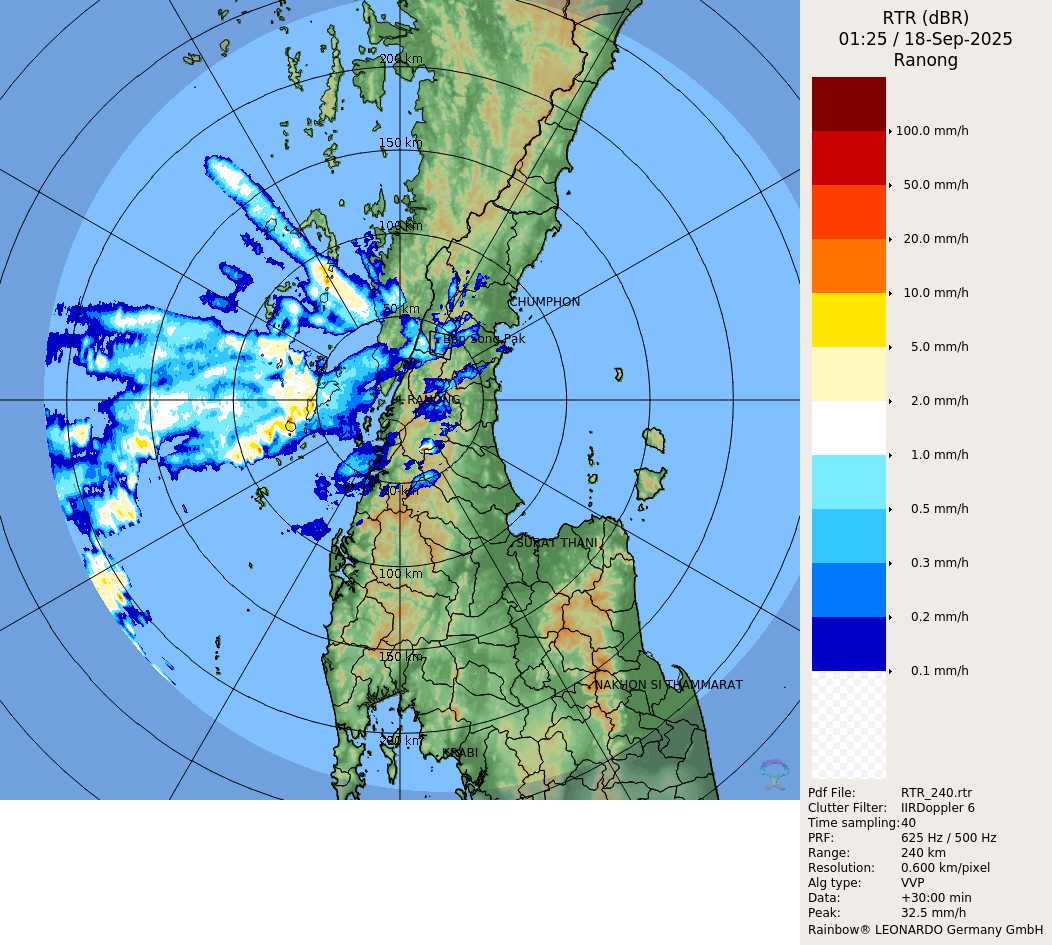 RTR (dBR)
01:25 / 18-Sep-2025
Ranong
100.0 mm/h
50.0 mm/h
20.0 mm/h
10.0 mm/h
5.0 mm/h
2.0 mm/h
1.0 mm/h
0.5 mm/h
0.3 mm/h
0.2 mm/h
0.1 mm/h
200 km
150 km
100 km
50 km
CHUMPHON
Ban Song Pak
RANONG
50 km
SURAT THANI
100 km
150 km
NAKHON SI THAMMARAT
200 km
KRABI
Pdf File: RTR_240.rtr
Clutter Filter: IIRDoppler 6
Time sampling: 40
PRF: 625 Hz / 500 Hz
Range: 240 km
Resolution: 0.600 km/pixel
Alg type: VVP
Data: +30:00 min
Peak: 32.5 mm/h
Rainbow® LEONARDO Germany GmbH